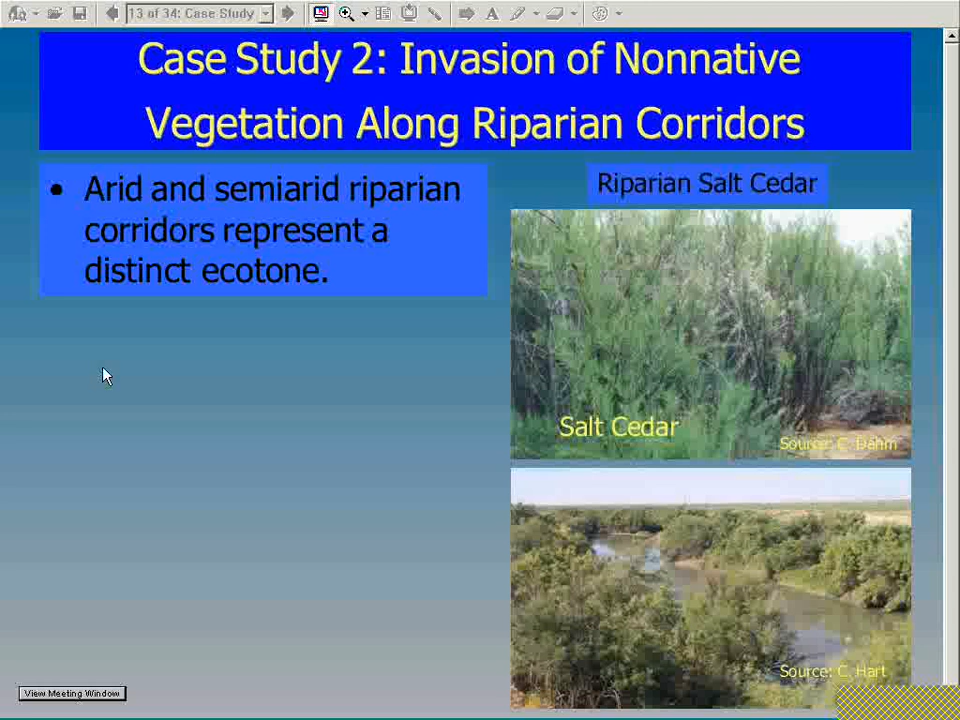 13 of 34: Case Study
Case Study 2: Invasion of Nonnative
Vegetation Along Riparian Corridors
• Arid and semiarid riparian
corridors represent a
distinct ecotone.
Riparian Salt Cedar
Salt Cedar
Source: C. Dahm
Source: C. Hart
View Meeting Window